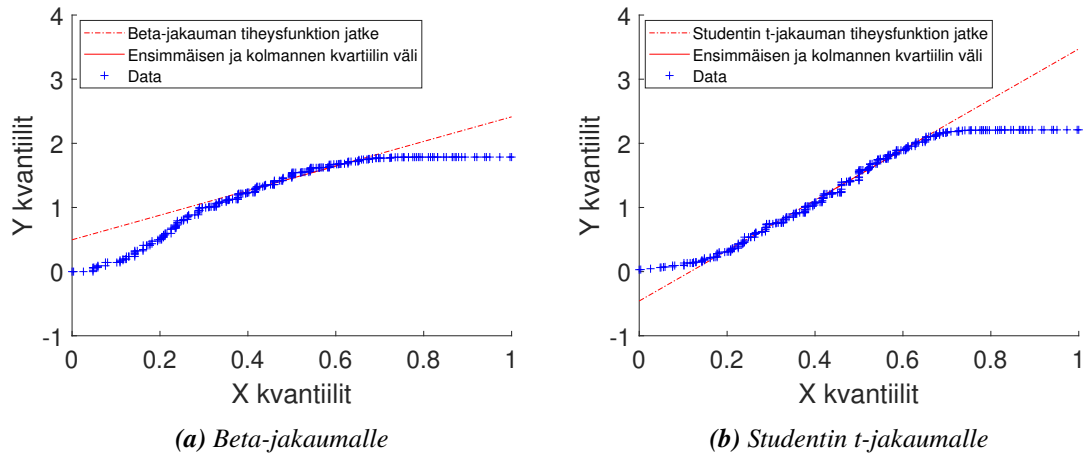 Beta-jakauman tiheysfunktion jatke
Ensimmäisen ja kolmannen kvartiilin väli
Data
4
3
2
1
0
-1
Y kvantiilit
0 0.2 0.4 0.6 0.8 1
X kvantiilit
(a) Beta-jakaumalle
Studentin t-jakauman tiheysfunktion jatke
Ensimmäisen ja kolmannen kvartiilin väli
Data
4
3
2
1
0
-1
Y kvantiilit
0 0.2 0.4 0.6 0.8 1
X kvantiilit
(b) Studentin t-jakaumalle